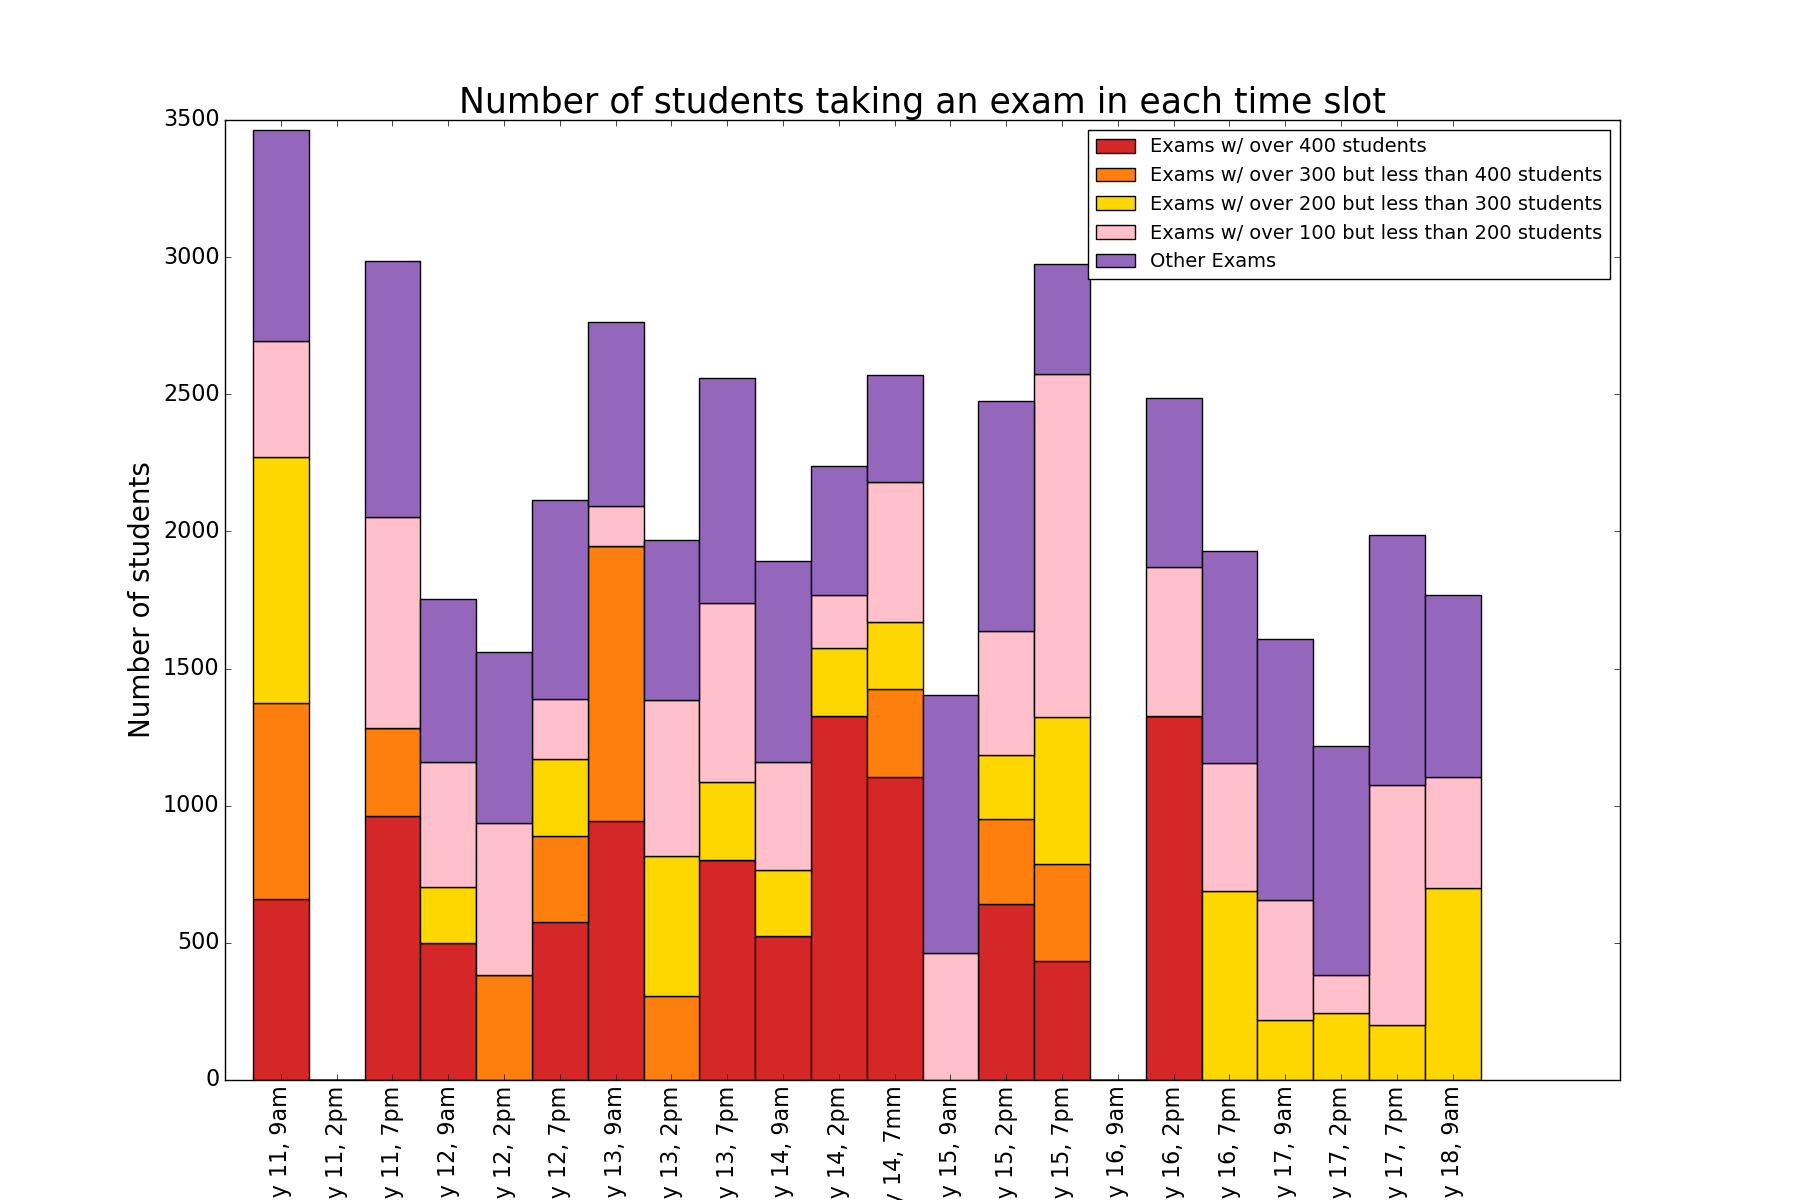 Number of students taking an exam in each time slot
Exams w/ over 400 students
Exams w/ over 300 but less than 400 students
Exams w/ over 200 but less than 300 students
Exams w/ over 100 but less than 200 students
Other Exams
Number of students
3500
3000
2500
2000
1500
1000
500
0
y 11, 9am
y 11, 2pm
y 11, 7pm
y 12, 9am
y 12, 2pm
y 12, 7pm
y 13, 9am
y 13, 2pm
y 13, 7pm
y 14, 9am
y 14, 2pm
y 14, 7mm
y 15, 9am
y 15, 2pm
y 15, 7pm
y 16, 9am
y 16, 2pm
y 16, 7pm
y 17, 9am
y 17, 2pm
y 17, 7pm
y 18, 9am